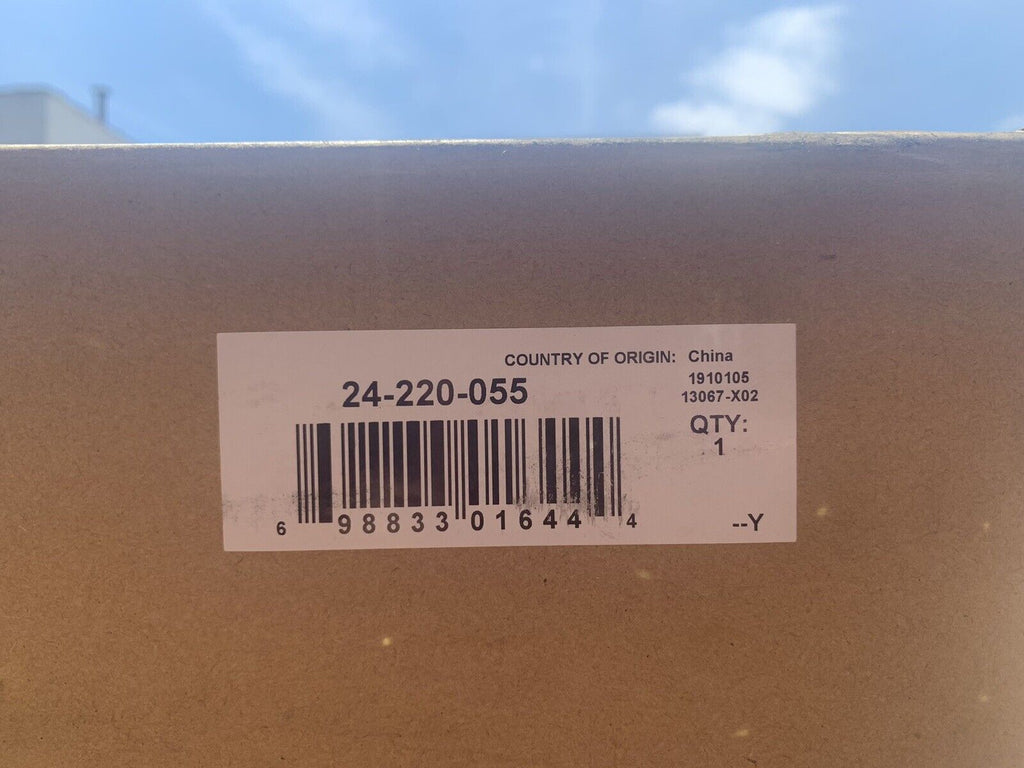 COUNTRY OF ORIGIN: China
24-220-055
1910105
13067-X02
QTY:
1
6 98833 01644 4
--Y